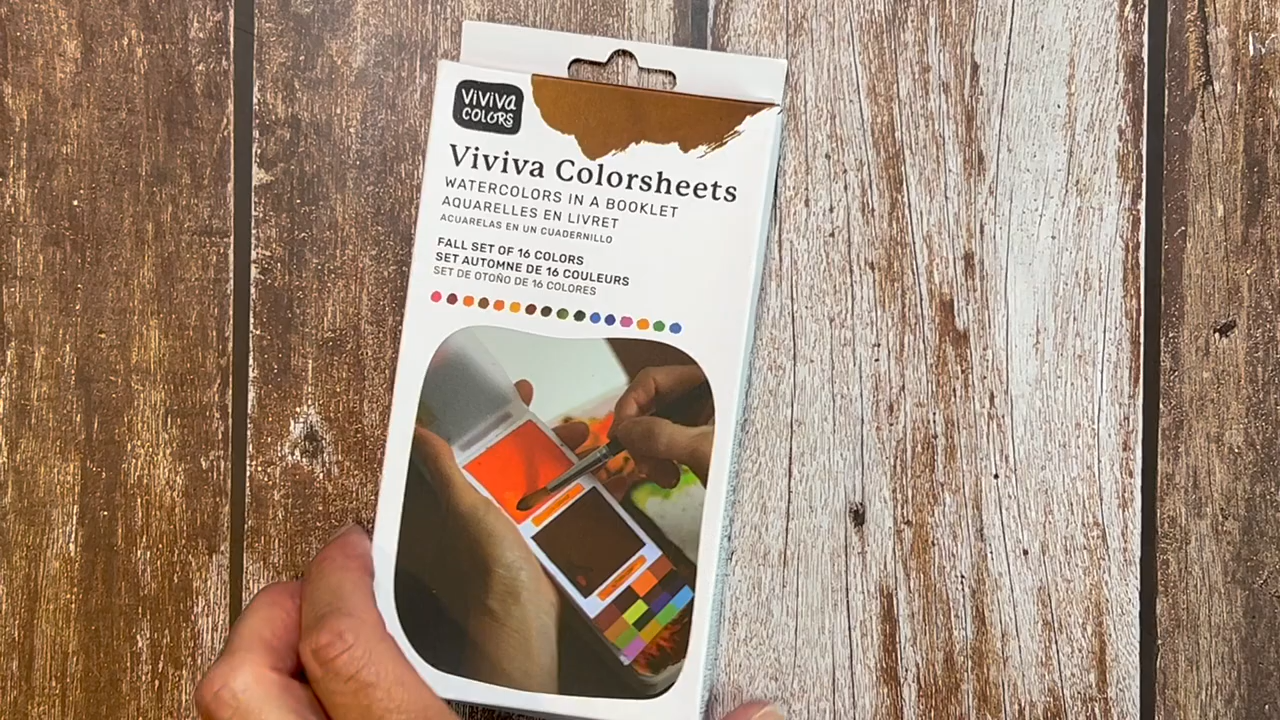 viviva
COLORS
Viviva Colorsheets
WATERCOLORS IN A BOOKLET
AQUARELLES EN LIVRET
ACUARELAS EN UN CUADERNILLO
FALL SET OF 16 COLORS
SET AUTOMNE DE 16 COULEURS
SET DE OTOÑO DE 16 COLORES